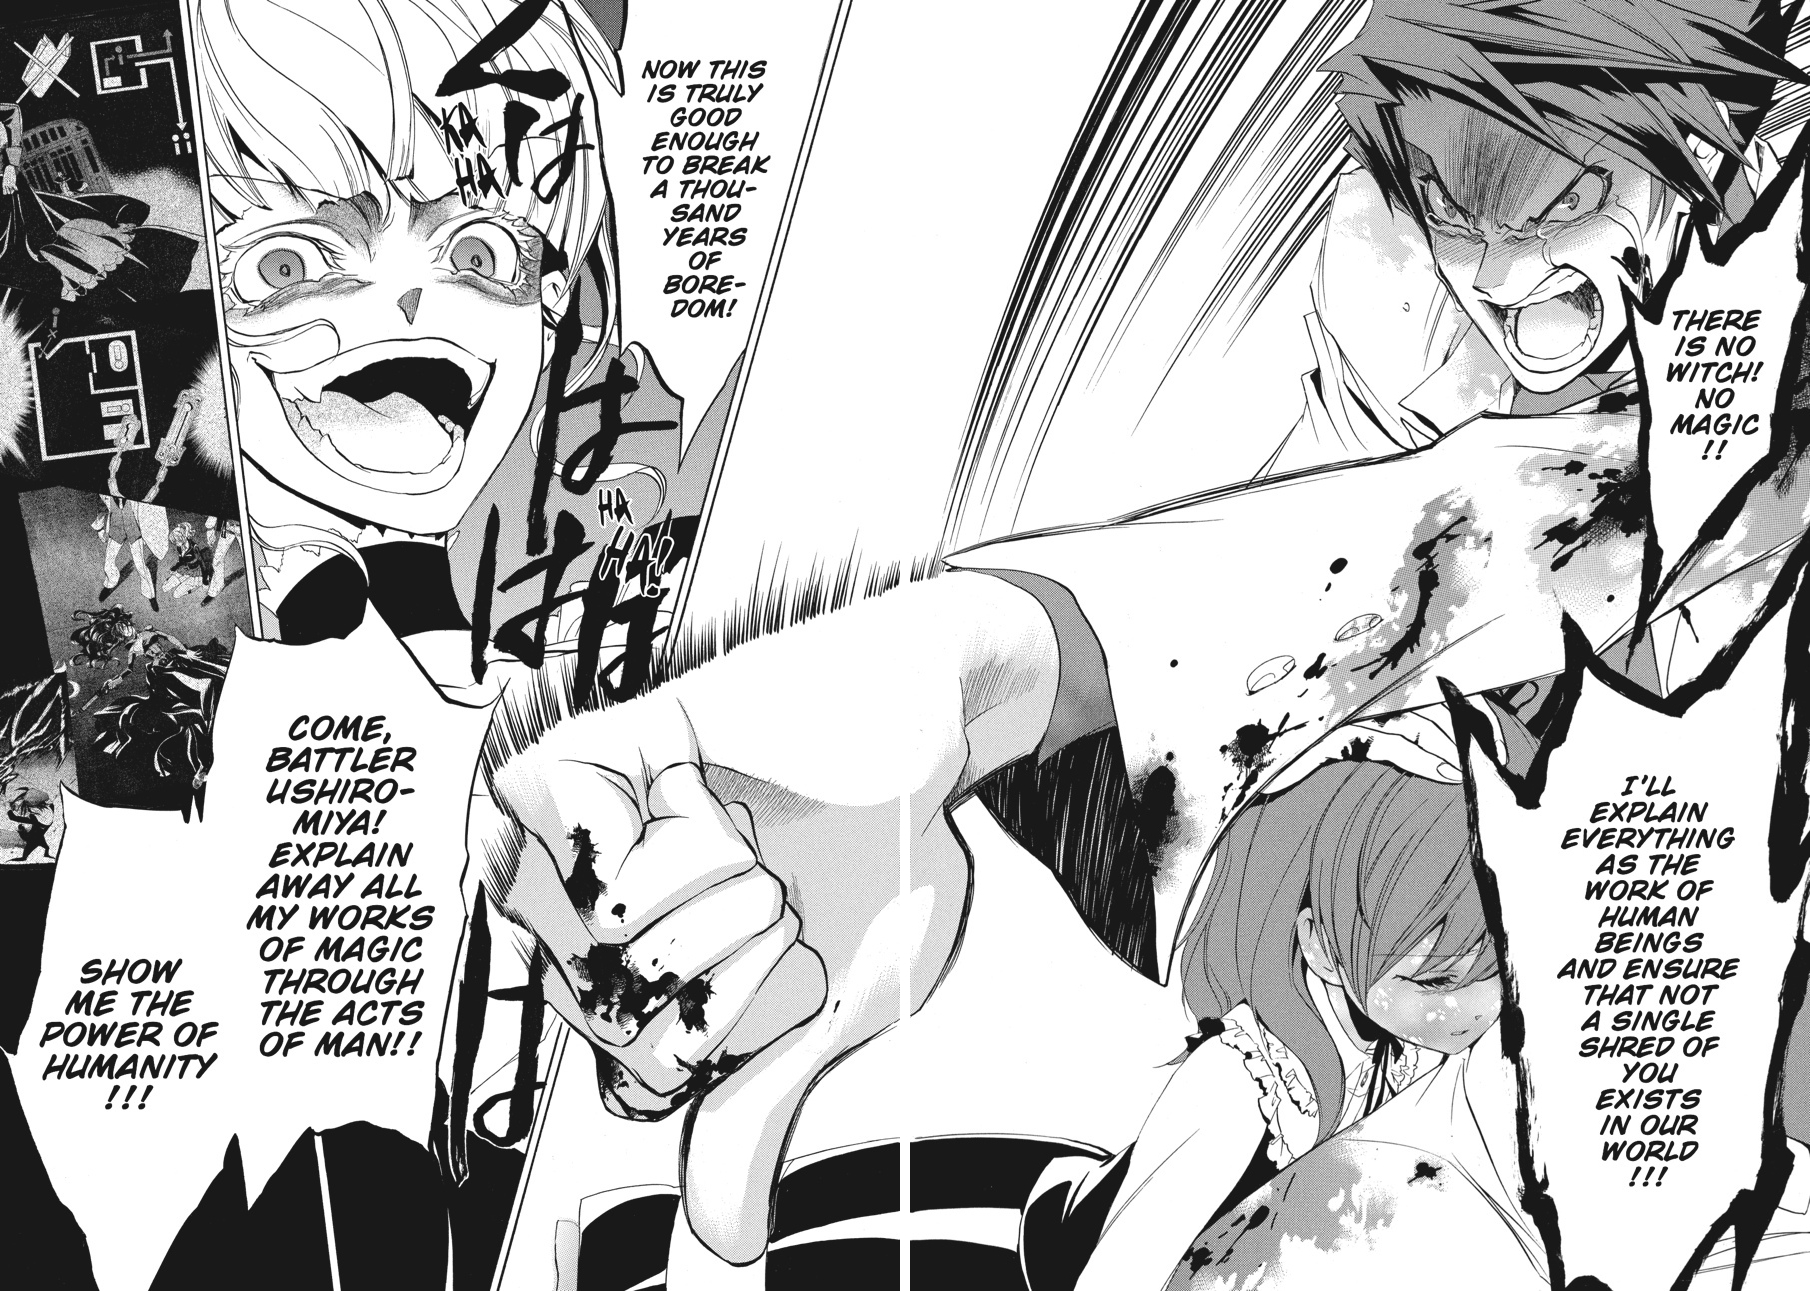 THERE
IS NO
WITCH!
NO
MAGIC
!!
I'LL
EXPLAIN
EVERYTHING
AS THE
WORK OF
HUMAN
BEINGS
AND ENSURE
THAT NOT
A SINGLE
SHRED OF
YOU
EXISTS
IN OUR
WORLD
!!!
NOW THIS
IS TRULY
GOOD
ENOUGH
TO BREAK
A THOU-
SAND
YEARS
OF
BORE-
DOM!
くっ
はははは
は
KA
HA
HA
HA!
COME,
BATTLER
USHIRO-
MIYA!
EXPLAIN
AWAY ALL
MY WORKS
OF MAGIC
THROUGH
THE ACTS
OF MAN!!
SHOW
ME THE
POWER OF
HUMANITY
!!!